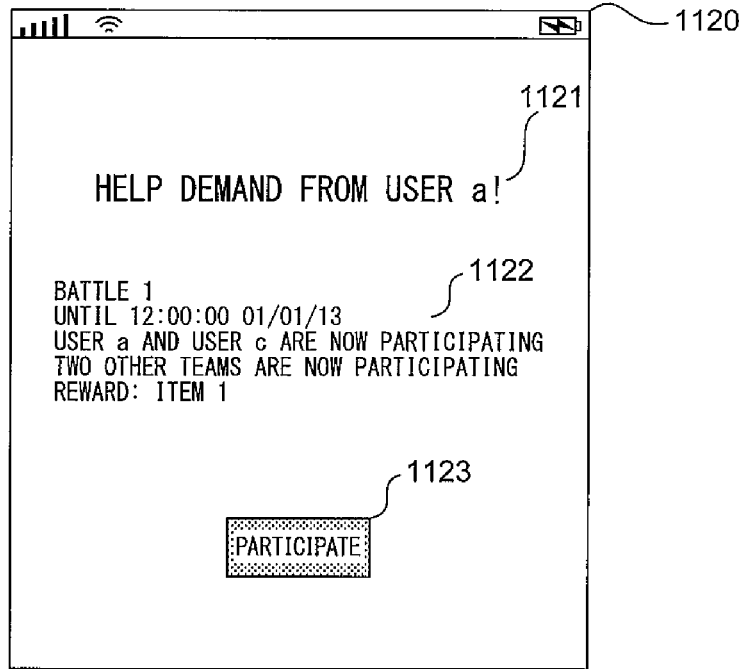 1120
1121
HELP DEMAND FROM USER a!
1122
BATTLE 1
UNTIL 12:00:00 01/01/13
USER a AND USER c ARE NOW PARTICIPATING
TWO OTHER TEAMS ARE NOW PARTICIPATING
REWARD: ITEM 1
1123
PARTICIPATE